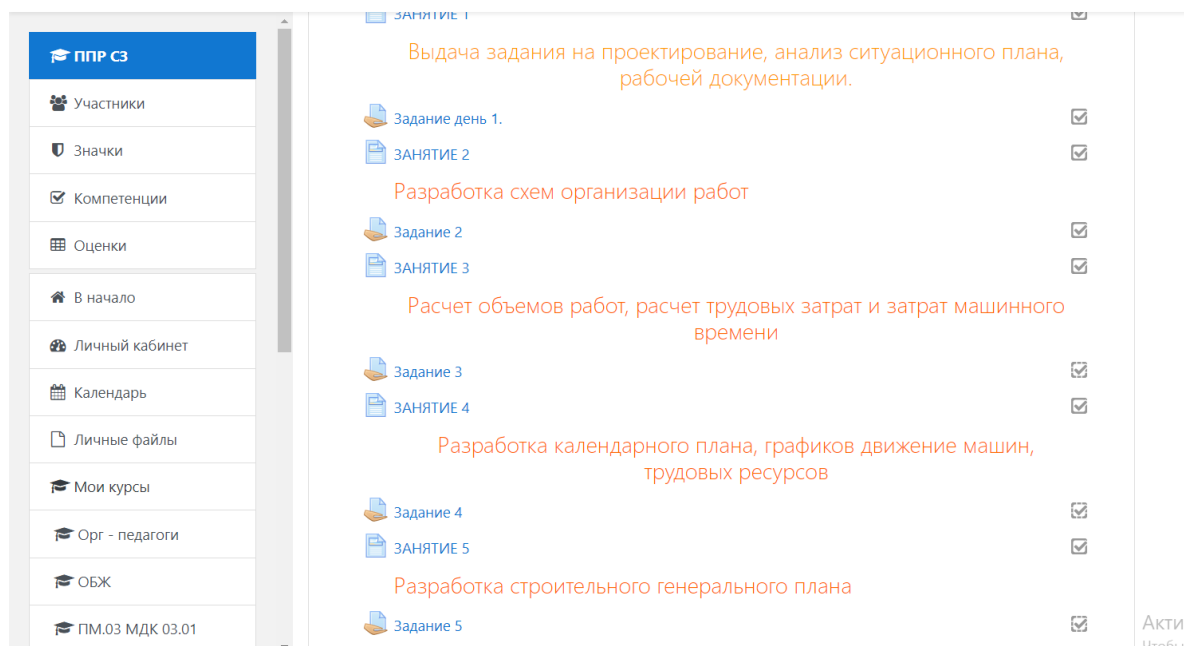 ППР СЗ
Участники
Значки
Компетенции
Оценки
В начало
Личный кабинет
Календарь
Личные файлы
Мои курсы
Орг - педагоги
ОБЖ
ПМ.03 МДК 03.01
ЗАНЯТИЕ 1
Выдача задания на проектирование, анализ ситуационного плана,
рабочей документации.
Задание день 1.
ЗАНЯТИЕ 2
Разработка схем организации работ
Задание 2
ЗАНЯТИЕ 3
Расчет объемов работ, расчет трудовых затрат и затрат машинного
времени
Задание 3
ЗАНЯТИЕ 4
Разработка календарного плана, графиков движение машин,
трудовых ресурсов
Задание 4
ЗАНЯТИЕ 5
Разработка строительного генерального плана
Задание 5
Акти